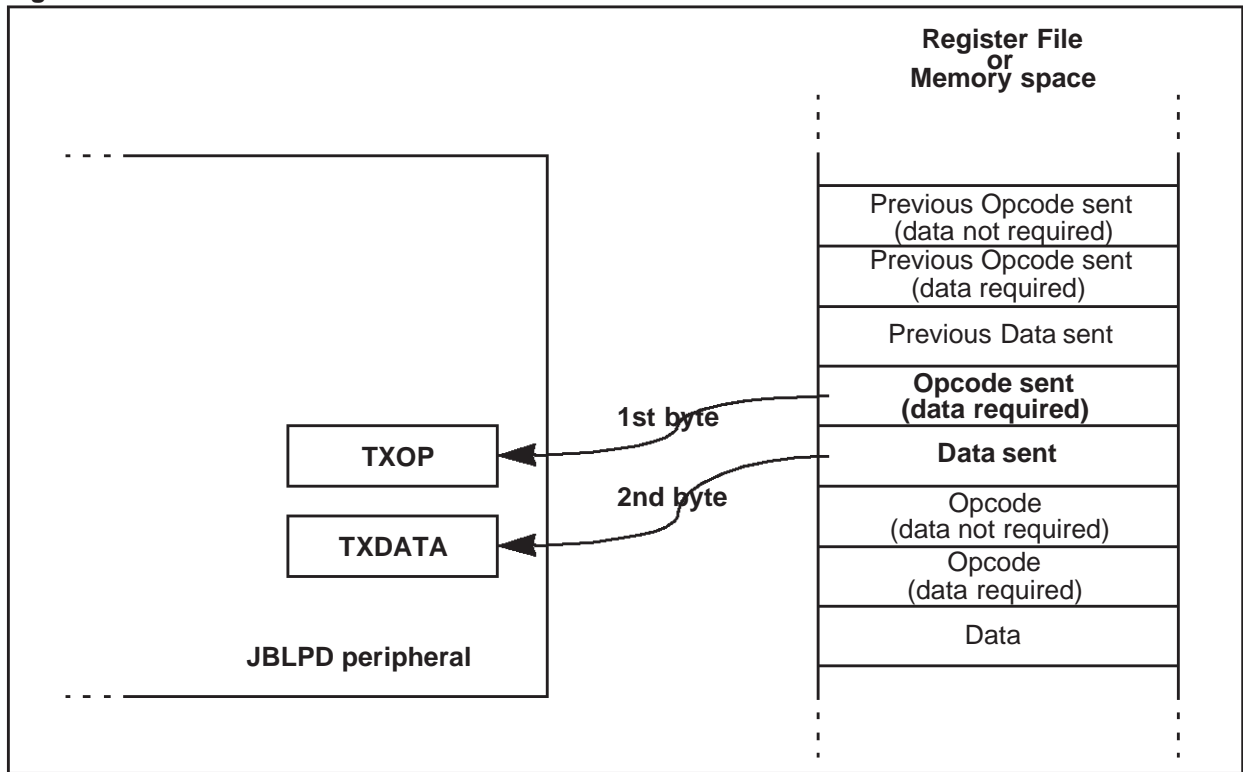 Register File
or
Memory space
Previous Opcode sent
(data not required)
Previous Opcode sent
(data required)
Previous Data sent
Opcode sent
(data required)
1st byte
TXOP
Data sent
2nd byte
Opcode
(data not required)
TXDATA
Opcode
(data required)
Data
JBLPD peripheral